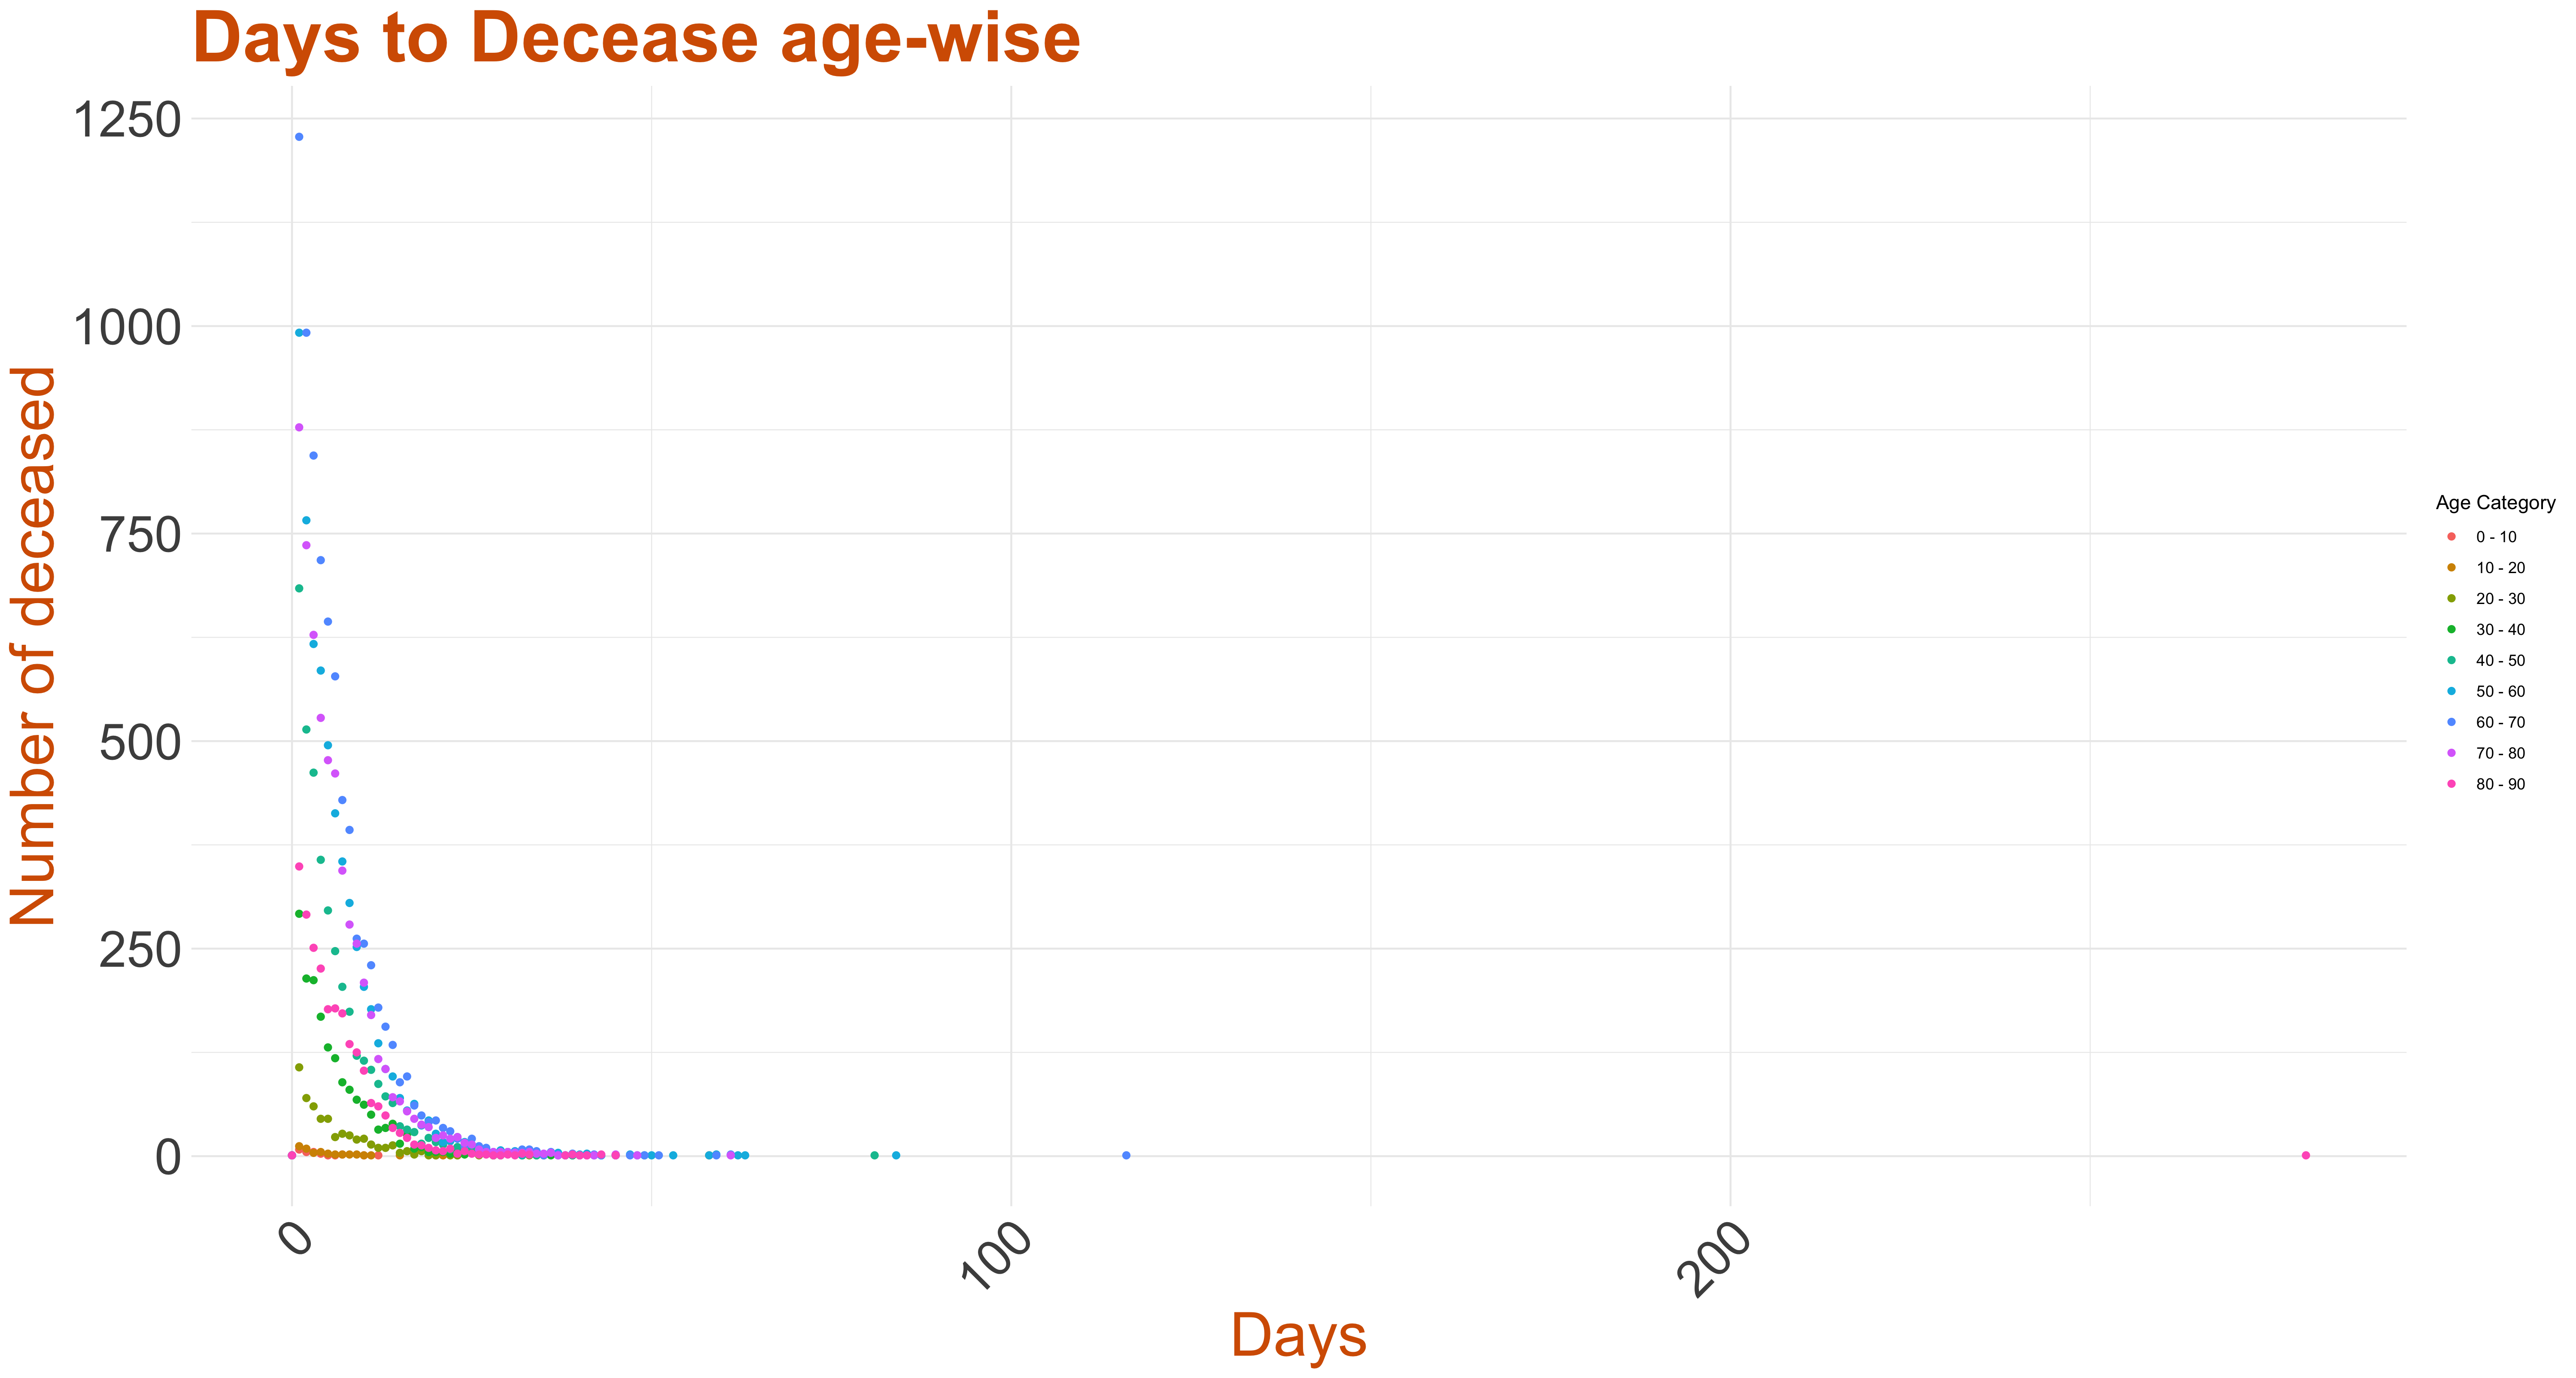 Days to Decease age-wise
Number of deceased
1250
1000
750
500
250
0
0
100
200
Days
Age Category
0 - 10
10 - 20
20 - 30
30 - 40
40 - 50
50 - 60
60 - 70
70 - 80
80 - 90